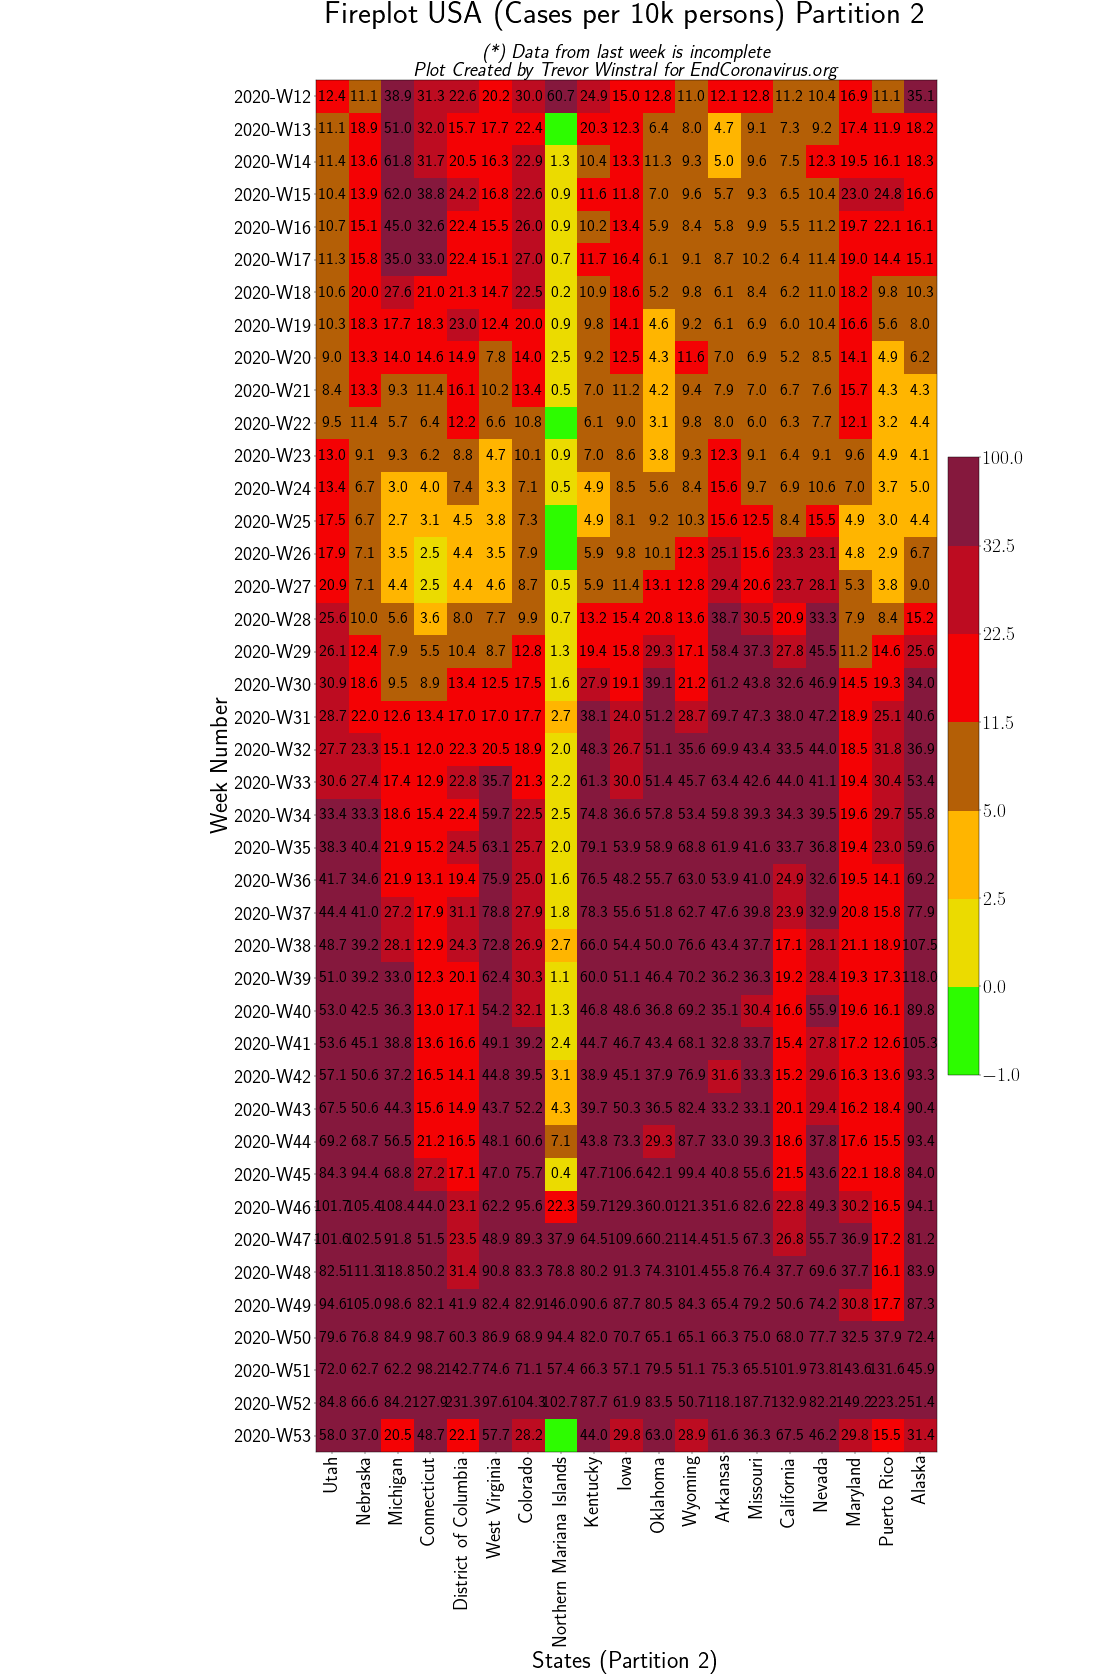 Fireplot USA (Cases per 10k persons) Partition 2
(*) Data from last week is incomplete
Plot Created by Trevor Winstral for EndCoronavirus.org
2020-W12 12.4 11.1 38.9 31.3 22.6 20.2 30.0 60.7 24.9 15.0 12.8 11.0 12.1 12.8 11.2 10.4 16.9 11.1 35.1
2020-W13 11.1 18.9 51.0 32.0 15.7 17.7 22.4 20.3 12.3 6.4 8.0 4.7 9.1 7.3 9.2 17.4 11.9 18.2
2020-W14 11.4 13.6 61.8 31.7 20.5 16.3 22.9 1.3 10.4 13.3 11.3 9.3 5.0 9.6 7.5 12.3 19.5 16.1 18.3
2020-W15 10.4 13.9 62.0 38.8 24.2 16.8 22.6 0.9 11.6 11.8 7.0 9.6 5.7 9.3 6.5 10.4 23.0 24.8 16.6
2020-W16 10.7 15.1 45.0 32.6 22.4 15.5 26.0 0.9 10.2 13.4 5.9 8.4 5.8 9.9 5.5 11.2 19.7 22.1 16.1
2020-W17 11.3 15.8 35.0 33.0 22.4 15.1 27.0 0.7 11.7 16.4 6.1 9.1 8.7 10.2 6.4 11.4 19.0 14.4 15.1
2020-W18 10.6 20.0 27.6 21.0 21.3 14.7 22.5 0.2 10.9 18.6 5.2 9.8 6.1 8.4 6.2 11.0 18.2 9.8 10.3
2020-W19 10.3 18.3 17.7 18.3 23.0 12.4 20.0 0.9 9.8 14.1 4.6 9.2 6.1 6.9 6.0 10.4 16.6 5.6 8.0
2020-W20 9.0 13.3 14.0 14.6 14.9 7.8 14.0 2.5 9.2 12.5 4.3 11.6 7.0 6.9 5.2 8.5 14.1 4.9 6.2
2020-W21 8.4 13.3 9.3 11.4 16.1 10.2 13.4 0.5 7.0 11.2 4.2 9.4 7.9 7.0 6.7 7.6 15.7 4.3 4.3
2020-W22 9.5 11.4 5.7 6.4 12.2 6.6 10.8 6.1 9.0 3.1 9.8 8.0 6.0 6.3 7.7 12.1 3.2 4.4
2020-W23 13.0 9.1 9.3 6.2 8.8 4.7 10.1 0.9 7.0 8.6 3.8 9.3 12.3 9.1 6.4 9.1 9.6 4.9 4.1
2020-W24 13.4 6.7 3.0 4.0 7.4 3.3 7.1 0.5 4.9 8.5 5.6 8.4 15.6 9.7 6.9 10.6 7.0 3.7 5.0
2020-W25 17.5 6.7 2.7 3.1 4.5 3.8 7.3 4.9 8.1 9.2 10.3 15.6 12.5 8.4 15.5 4.9 3.0 4.4
2020-W26 17.9 7.1 3.5 2.5 4.4 3.5 7.9 5.9 9.8 10.1 12.3 25.1 15.6 23.3 23.1 4.8 2.9 6.7
2020-W27 20.9 7.1 4.4 2.5 4.4 4.6 8.7 0.5 5.9 11.4 13.1 12.8 29.4 20.6 23.7 28.1 5.3 3.8 9.0
2020-W28 25.6 10.0 5.6 3.6 8.0 7.7 9.9 0.7 13.2 15.4 20.8 13.6 38.7 30.5 20.9 33.3 7.9 8.4 15.2
2020-W29 26.1 12.4 7.9 5.5 10.4 8.7 12.8 1.3 19.4 15.8 29.3 17.1 58.4 37.3 27.8 45.5 11.2 14.6 25.6
2020-W30 30.9 18.6 9.5 8.9 13.4 12.5 17.5 1.6 27.9 19.1 39.1 21.2 61.2 43.8 32.6 46.9 14.5 19.3 34.0
2020-W31 28.7 22.0 12.6 13.4 17.0 17.0 17.7 2.7 38.1 24.0 51.2 28.7 69.7 47.3 38.0 47.2 18.9 25.1 40.6
2020-W32 27.7 23.3 15.1 12.0 22.3 20.5 18.9 2.0 48.3 26.7 51.1 35.6 69.9 43.4 33.5 44.0 18.5 31.8 36.9
2020-W33 30.6 27.4 17.4 12.9 22.8 35.7 21.3 2.2 61.3 30.0 51.4 45.7 63.4 42.6 44.0 41.1 19.4 30.4 53.4
2020-W34 33.4 33.3 18.6 15.4 22.4 59.7 22.5 2.5 74.8 36.6 57.8 53.4 59.8 39.3 34.3 39.5 19.6 29.7 55.8
2020-W35 38.3 40.4 21.9 15.2 24.5 63.1 25.7 2.0 79.1 53.9 58.9 68.8 61.9 41.6 33.7 36.8 19.4 23.0 59.6
2020-W36 41.7 34.6 21.9 13.1 19.4 75.9 25.0 1.6 76.5 48.2 55.7 63.0 53.9 41.0 24.9 32.6 19.5 14.1 69.2
2020-W37 44.4 41.0 27.2 17.9 31.1 78.8 27.9 1.8 78.3 55.6 51.8 62.7 47.6 39.8 23.9 32.9 20.8 15.8 77.9
2020-W38 48.7 39.2 28.1 12.9 24.3 72.8 26.9 2.7 66.0 54.4 50.0 76.6 43.4 37.7 17.1 28.1 21.1 18.9 107.5
2020-W39 51.0 39.2 33.0 12.3 20.1 62.4 30.3 1.1 60.0 51.1 46.4 70.2 36.2 36.3 19.2 28.4 19.3 17.3 118.0
2020-W40 53.0 42.5 36.3 13.0 17.1 54.2 32.1 1.3 46.8 48.6 36.8 69.2 35.1 30.4 16.6 55.9 19.6 16.1 89.8
2020-W41 53.6 45.1 38.8 13.6 16.6 49.1 39.2 2.4 44.7 46.7 43.4 68.1 32.8 33.7 15.4 27.8 17.2 12.6 105.3
2020-W42 57.1 50.6 37.2 16.5 14.1 44.8 39.5 3.1 38.9 45.1 37.9 76.9 31.6 33.3 15.2 29.6 16.3 13.6 93.3
2020-W43 67.5 50.6 44.3 15.6 14.9 43.7 52.2 4.3 39.7 50.3 36.5 82.4 33.2 33.1 20.1 29.4 16.2 18.4 90.4
2020-W44 69.2 68.7 56.5 21.2 16.5 48.1 60.6 7.1 43.8 73.3 29.3 87.7 33.0 39.3 18.6 37.8 17.6 15.5 93.4
2020-W45 84.3 94.4 68.8 27.2 17.1 47.0 75.7 0.4 47.7 106.6 42.1 99.4 40.8 55.6 21.5 43.6 22.1 18.8 84.0
2020-W46 101.7 105.4 108.4 44.0 23.1 62.2 95.6 22.3 59.7 129.3 60.0 121.3 51.6 82.6 22.8 49.3 30.2 16.5 94.1
2020-W47 101.6 102.5 91.8 51.5 23.5 48.9 89.3 37.9 64.5 109.6 60.2 114.4 51.5 67.3 26.8 55.7 36.9 17.2 81.2
2020-W48 82.5 111.3 118.8 50.2 31.4 90.8 83.3 78.8 80.2 91.3 74.3 101.4 55.8 76.4 37.7 69.6 37.7 16.1 83.9
2020-W49 94.6 105.0 98.6 82.1 41.9 82.4 82.9 146.0 90.6 87.7 80.5 84.3 65.4 79.2 50.6 74.2 30.8 17.7 87.3
2020-W50 79.6 76.8 84.9 98.7 60.3 86.9 68.9 94.4 82.0 70.7 65.1 65.1 66.3 75.0 68.0 77.7 32.5 37.9 72.4
2020-W51 72.0 62.7 62.2 98.2 142.7 74.6 71.1 57.4 66.3 57.1 79.5 51.1 75.3 65.5 101.9 73.8 143.6 131.6 45.9
2020-W52 84.8 66.6 84.2 127.9 231.3 97.6 104.3 102.7 87.7 61.9 83.5 50.7 118.1 87.7 132.9 82.2 149.2 223.2 51.4
2020-W53 58.0 37.0 20.5 48.7 22.1 57.7 28.2 44.0 29.8 63.0 28.9 61.6 36.3 67.5 46.2 29.8 15.5 31.4
Week Number
Utah
Nebraska
Michigan
Connecticut
District of Columbia
West Virginia
Colorado
Northern Mariana Islands
Kentucky
Iowa
Oklahoma
Wyoming
Arkansas
Missouri
California
Nevada
Maryland
Puerto Rico
Alaska
States (Partition 2)
100.0
32.5
22.5
11.5
5.0
2.5
0.0
−1.0